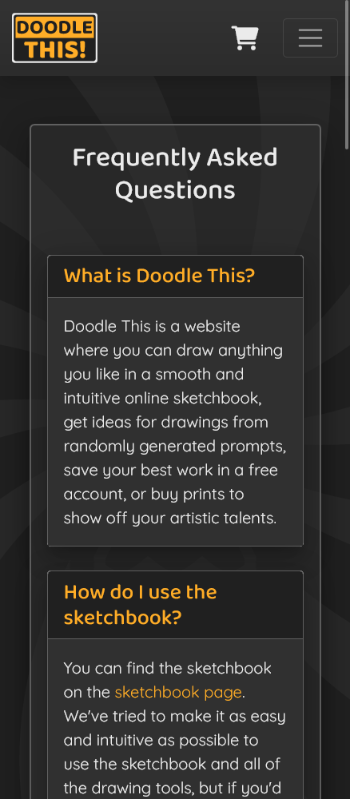 DOODLE
THIS!
Frequently Asked
Questions
What is Doodle This?
Doodle This is a website
where you can draw anything
you like in a smooth and
intuitive online sketchbook,
get ideas for drawings from
randomly generated prompts,
save your best work in a free
account, or buy prints to
show off your artistic talents.
How do I use the
sketchbook?
You can find the sketchbook
on the sketchbook page.
We've tried to make it as easy
and intuitive as possible to
use the sketchbook and all of
the drawing tools, but if you'd